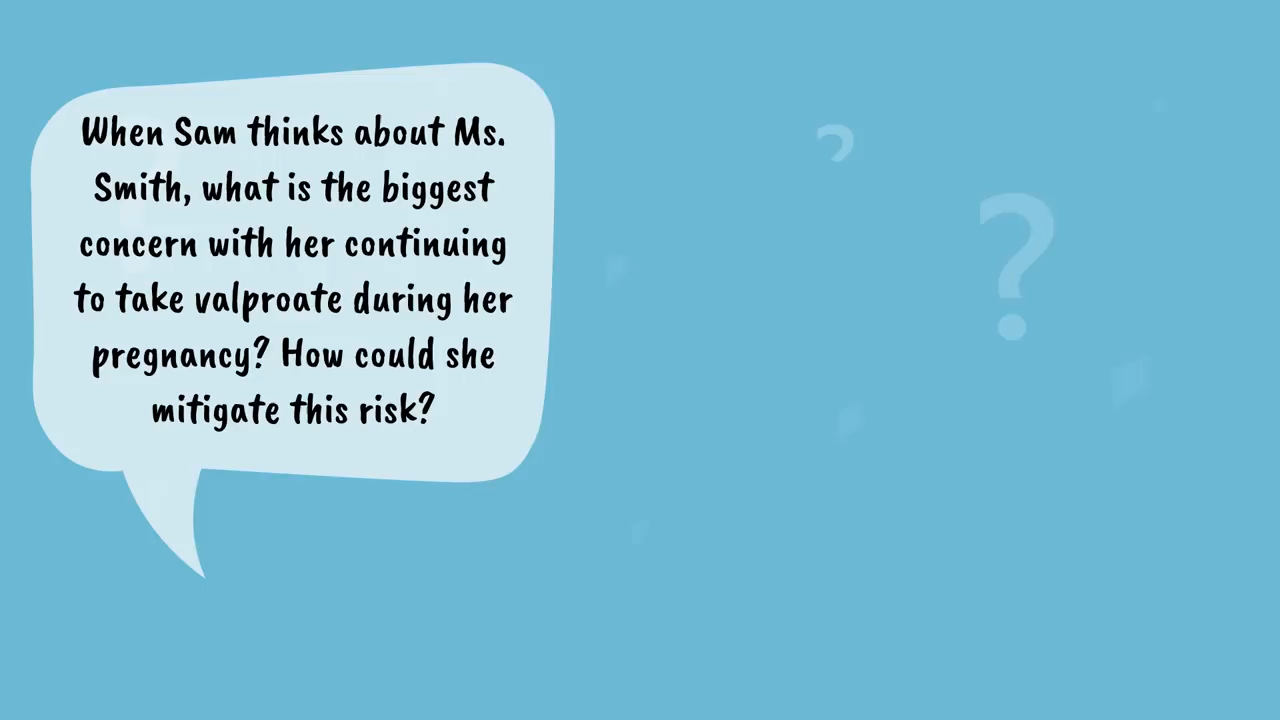 When Sam thinks about Ms.
Smith, what is the biggest
concern with her continuing
to take valproate during her
pregnancy? How could she
mitigate this risk?
?
?